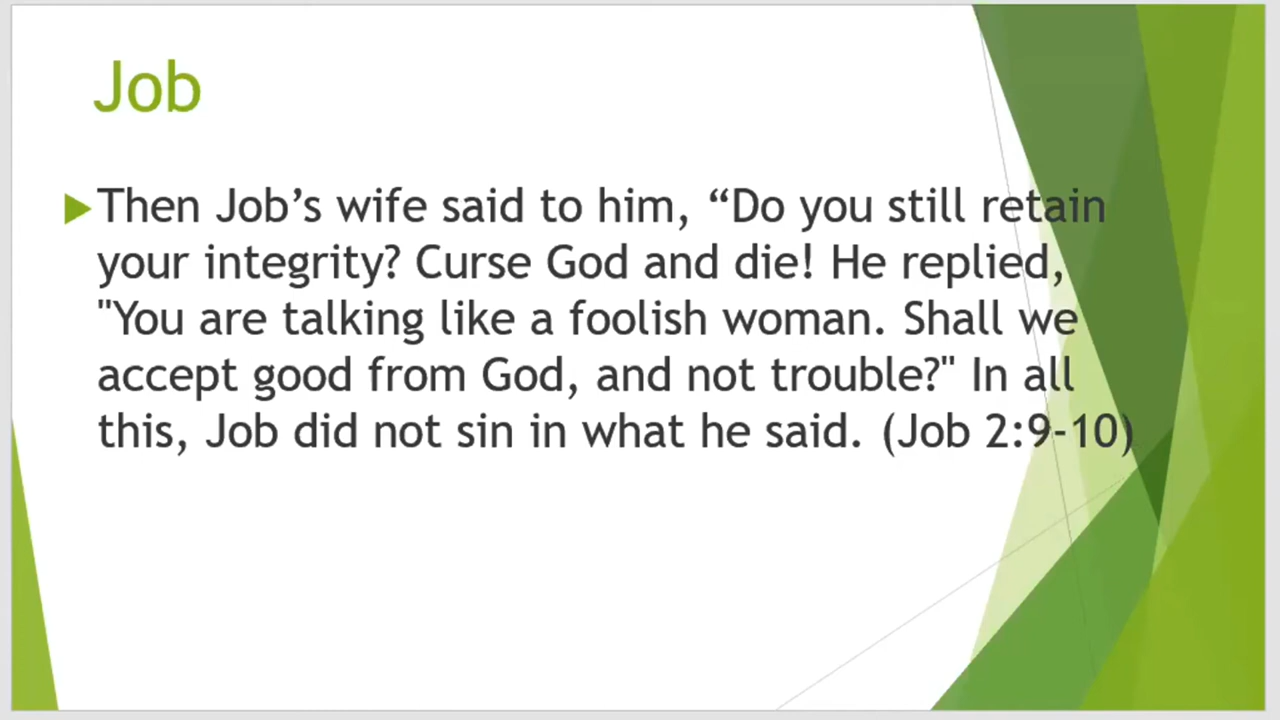 Job
Then Job’s wife said to him, “Do you still retain
your integrity? Curse God and die! He replied,
"You are talking like a foolish woman. Shall we
accept good from God, and not trouble?" In all
this, Job did not sin in what he said. (Job 2:9-10)